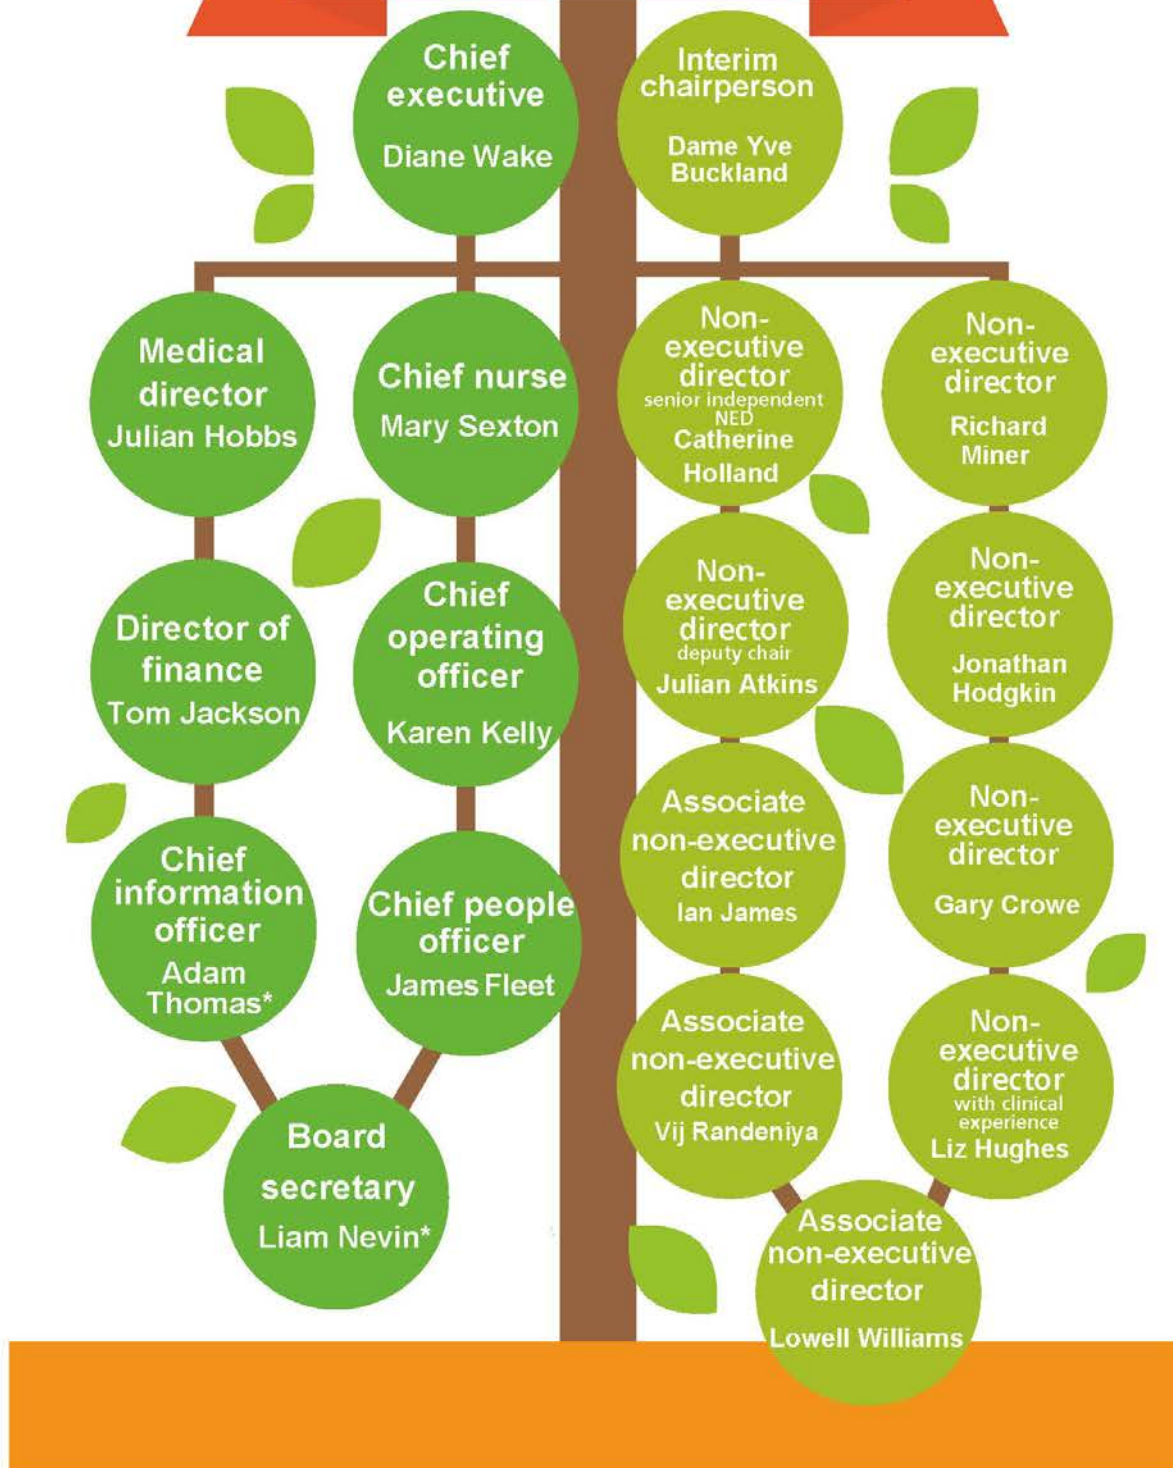 Chief
executive
Diane Wake
Interim
chairperson
Dame Yve
Buckland
Medical
director
Julian Hobbs
Chief nurse
Mary Sexton
Non-
executive
director
senior independent
NED
Catherine
Holland
Non-
executive
director
Richard
Miner
Director of
finance
Tom Jackson
Chief
operating
officer
Karen Kelly
Non-
executive
director
deputy chair
Julian Atkins
Non-
executive
director
Jonathan
Hodgkin
Chief
information
officer
Adam
Thomas*
Chief people
officer
James Fleet
Associate
non-executive
director
Ian James
Non-
executive
director
Gary Crowe
Associate
non-executive
director
Vij Randeniya
Non-
executive
director
with clinical
experience
Liz Hughes
Board
secretary
Liam Nevin*
Associate
non-executive
director
Lowell Williams